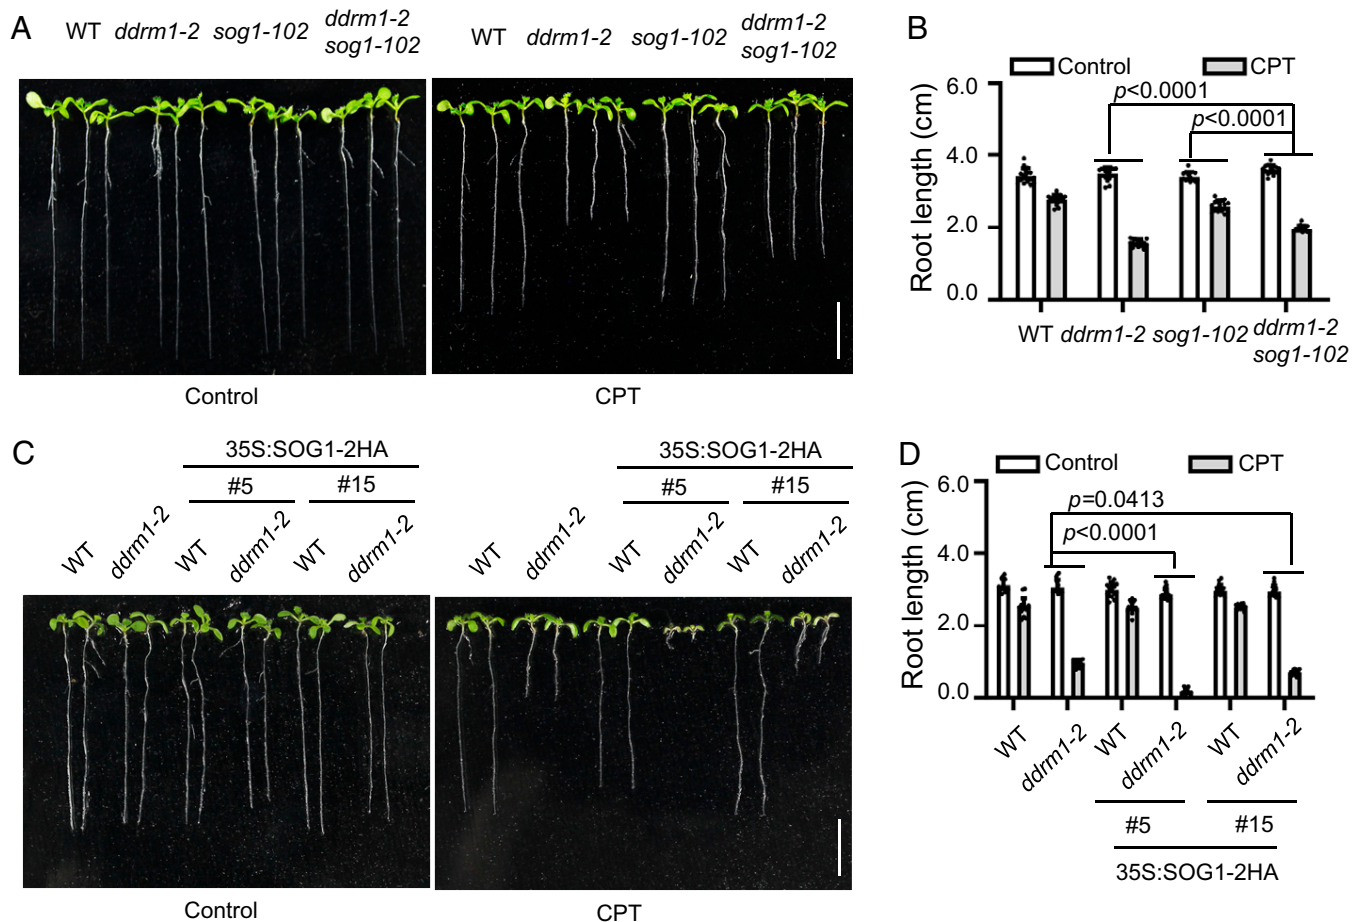 A
WT ddrm1-2 sog1-102 ddrm1-2
sog1-102
WT ddrm1-2 sog1-102 ddrm1-2
sog1-102
Control
CPT
B
Control CPT
p<0.0001
p<0.0001
Root length (cm)
6.0
4.0
2.0
0.0
WT ddrm1-2 sog1-102 ddrm1-2
sog1-102
C
35S:SOG1-2HA
#5 #15
WT ddrm1-2 WT ddrm1-2 WT ddrm1-2
35S:SOG1-2HA
#5 #15
WT ddrm1-2 WT ddrm1-2 WT ddrm1-2
Control
CPT
D
Control CPT
p=0.0413
p<0.0001
Root length (cm)
6.0
4.0
2.0
0.0
WT ddrm1-2 WT ddrm1-2 WT ddrm1-2
#5 #15
35S:SOG1-2HA